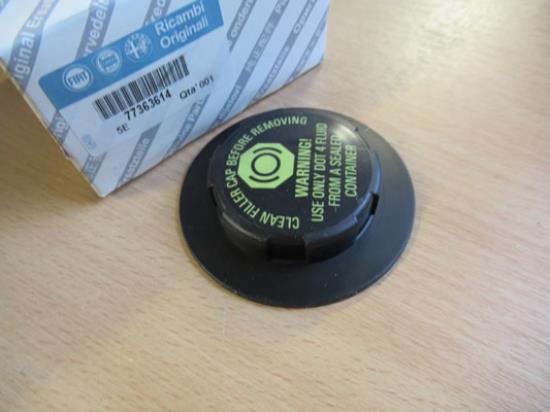 Ricambi
Originali
FIAT
77363614
5E
Qta' 001
CLEAN FILLER CAP BEFORE REMOVING
WARNING!
USE ONLY DOT 4 FLUID
FROM A SEALED
CONTAINER